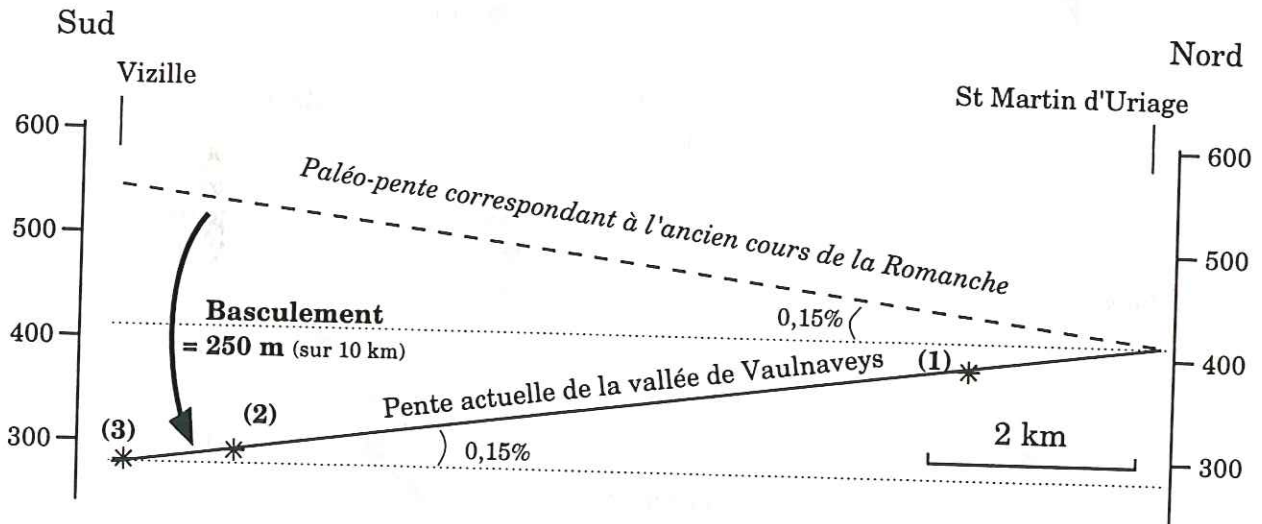 Sud
Nord
Vizille
St Martin d'Uriage
600
600
Paléo-pente correspondant à l'ancien cours de la Romanche
500
500
Basculement
= 250 m (sur 10 km)
0,15%
400
400
(1)
Pente actuelle de la vallée de Vaulnaveys
(2)
(3)
300
0,15%
2 km
300